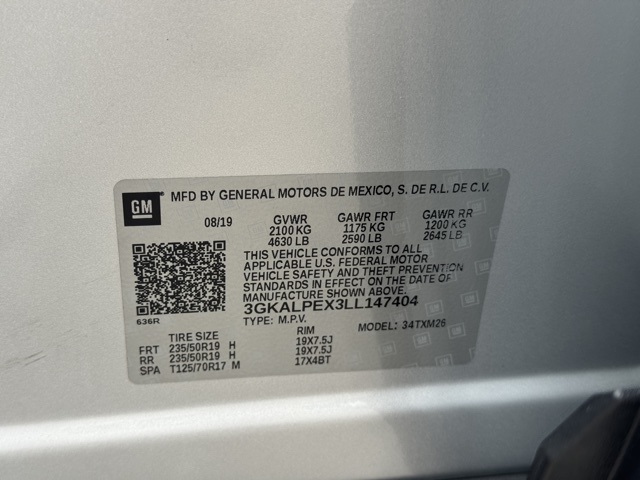 GM
MFD BY GENERAL MOTORS DE MEXICO, S. DE R.L. DE C.V.
08/19 GVWR GAWR FRT GAWR RR
2100 KG 1175 KG 1200 KG
4630 LB 2590 LB 2645 LB
THIS VEHICLE CONFORMS TO ALL
APPLICABLE U.S. FEDERAL MOTOR
VEHICLE SAFETY AND THEFT PREVENTION
STANDARDS IN EFFECT ON THE DATE OF
MANUFACTURE SHOWN ABOVE.
3GKALPEX3LL147404
636R TYPE: M.P.V. MODEL: 34TXM26
TIRE SIZE RIM
FRT 235/50R19 H 19X7.5J
RR 235/50R19 H 19X7.5J
SPA T125/70R17 M 17X4BT